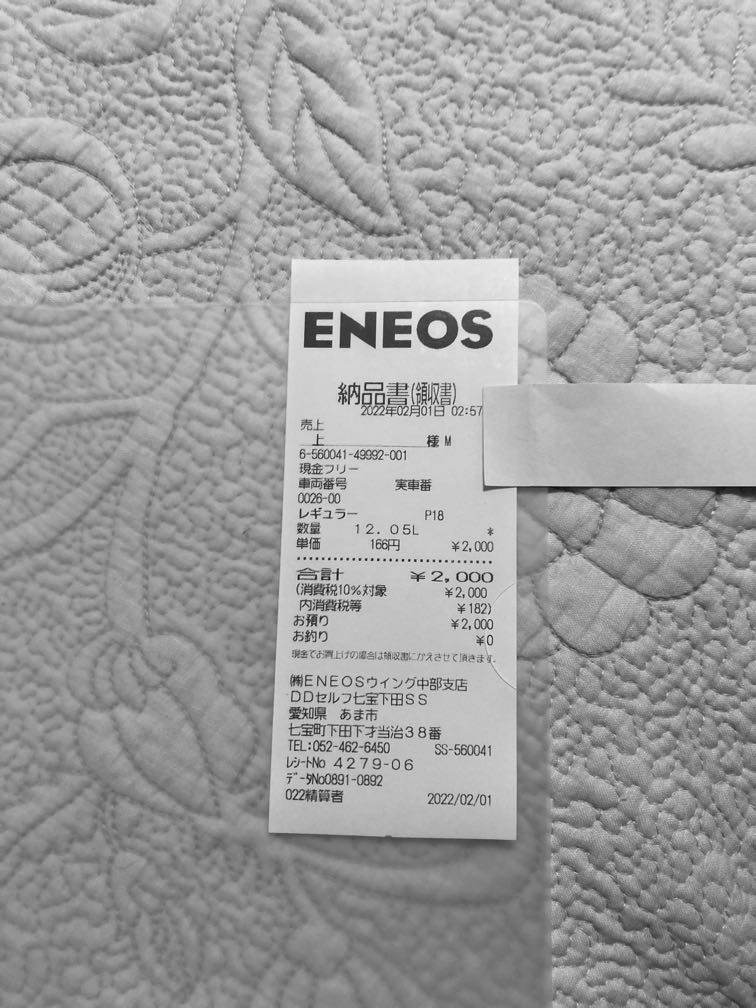 ENEOS
納品書(領収書)
2022年02月01日 02:57
売上
上 様 M
6-560041-49992-001
現金フリー
車両番号 実車番
0026-00
レギュラー P18
数量 12.05L *
単価 166円 ¥2,000
合計 ¥2,000
(消費税10%対象 ¥2,000
内消費税等 ¥182)
お預り ¥2,000
お釣り ¥0
現金でお買上げの場合は領収書にかえさせて頂きます。
㈱ENEOSウイング中部支店
DDセルフ七宝下田SS
愛知県 あま市
七宝町下田下才当治38番
TEL:052-462-6450 SS-560041
レシートNo 4279-06
データNo0891-0892
022精算者 2022/02/01